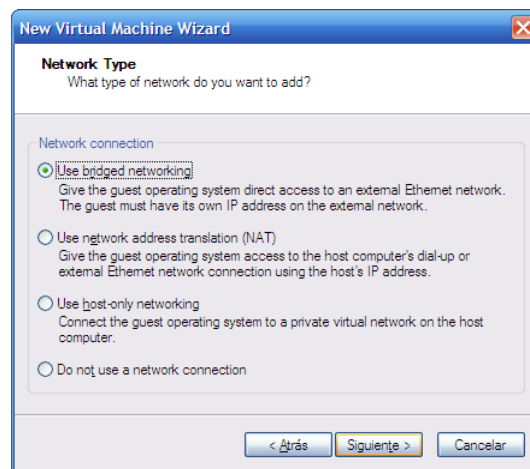 New Virtual Machine Wizard
Network Type
What type of network do you want to add?
Network connection
Use bridged networking
Give the guest operating system direct access to an external Ethernet network.
The guest must have its own IP address on the external network.
Use network address translation (NAT)
Give the guest operating system access to the host computer's dial-up or
external Ethernet network connection using the host's IP address.
Use host-only networking
Connect the guest operating system to a private virtual network on the host
computer.
Do not use a network connection
< Atrás Siguiente > Cancelar